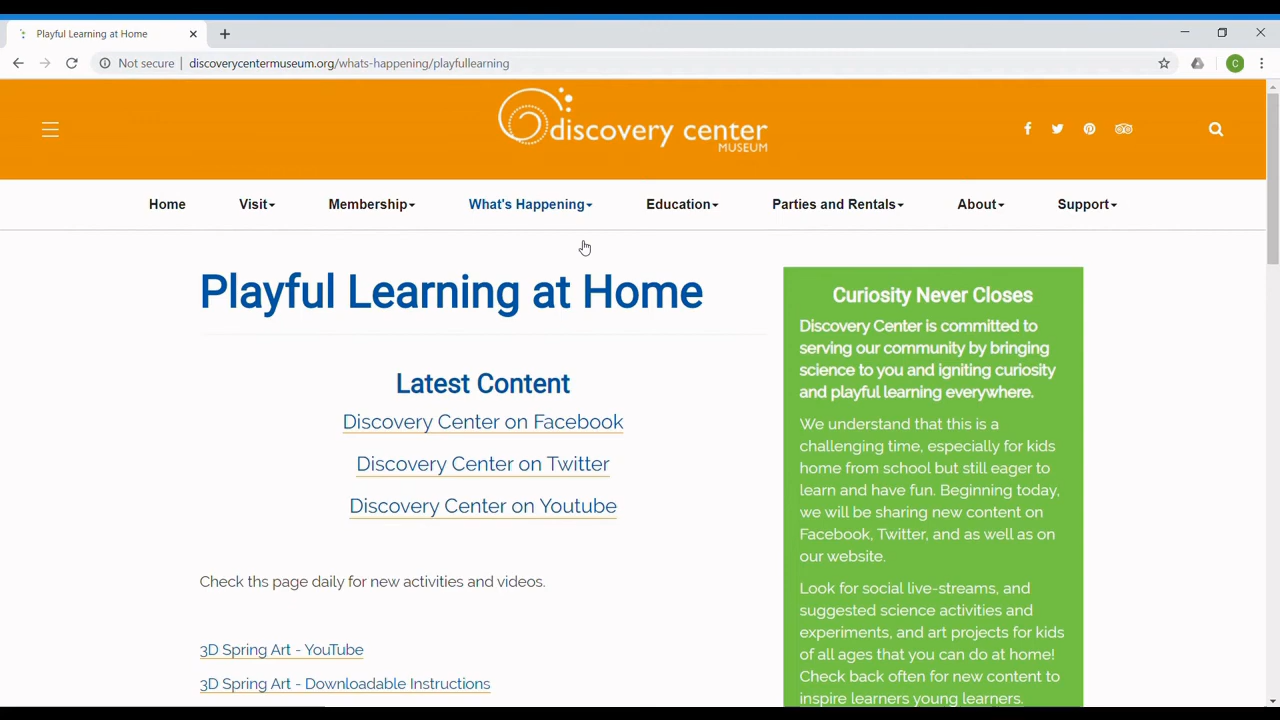 Playful Learning at Home
Not secure | discoverycentermuseum.org/whats-happening/playfullearning
C
discovery center
MUSEUM
Home Visit Membership What's Happening Education Parties and Rentals About Support
Playful Learning at Home
Latest Content
Discovery Center on Facebook
Discovery Center on Twitter
Discovery Center on Youtube
Check ths page daily for new activities and videos.
3D Spring Art - YouTube
3D Spring Art - Downloadable Instructions
Curiosity Never Closes
Discovery Center is committed to
serving our community by bringing
science to you and igniting curiosity
and playful learning everywhere.
We understand that this is a
challenging time, especially for kids
home from school but still eager to
learn and have fun. Beginning today,
we will be sharing new content on
Facebook, Twitter, and as well as on
our website.
Look for social live-streams, and
suggested science activities and
experiments, and art projects for kids
of all ages that you can do at home!
Check back often for new content to
inspire learners young learners.